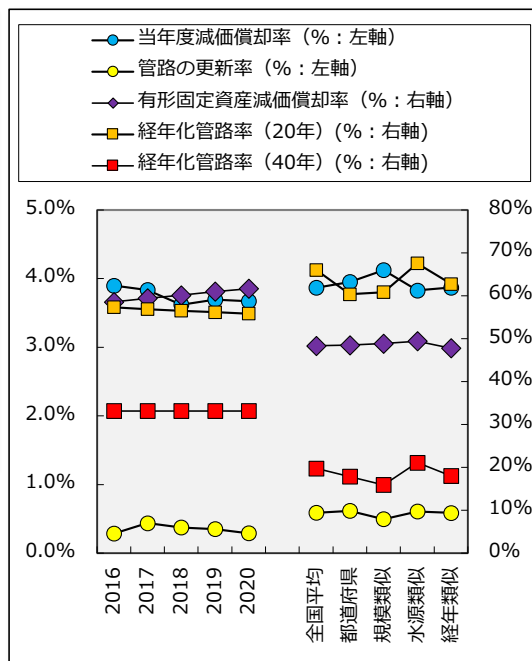 当年度減価償却率（%：左軸）
管路の更新率（%：左軸）
有形固定資産減価償却率（%：右軸）
経年化管路率（20年）(%：右軸)
経年化管路率（40年）(%：右軸)
5.0%
4.0%
3.0%
2.0%
1.0%
0.0%
80%
70%
60%
50%
40%
30%
20%
10%
0%
2016
2017
2018
2019
2020
全国平均
都道府県
規模類似
水源類似
経年類似